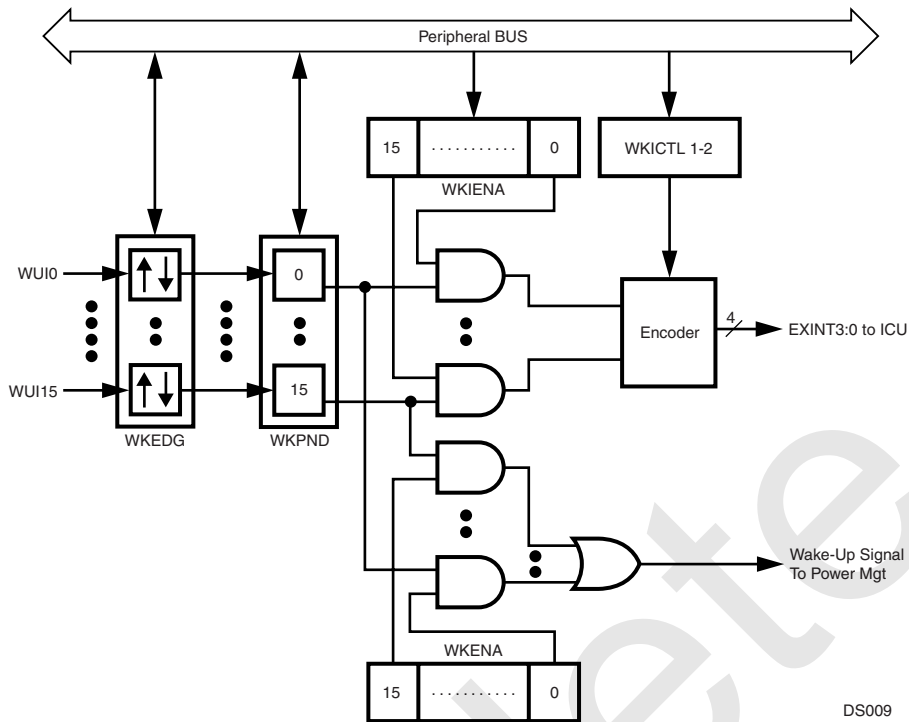 Peripheral BUS
15 ........... 0
WKIENA
WKICTL 1-2
WUI0
0
Encoder
4
EXINT3:0 to ICU
WUI15
15
WKEDG
WKPND
Wake-Up Signal
To Power Mgt
WKENA
15 ........... 0
DS009
lete